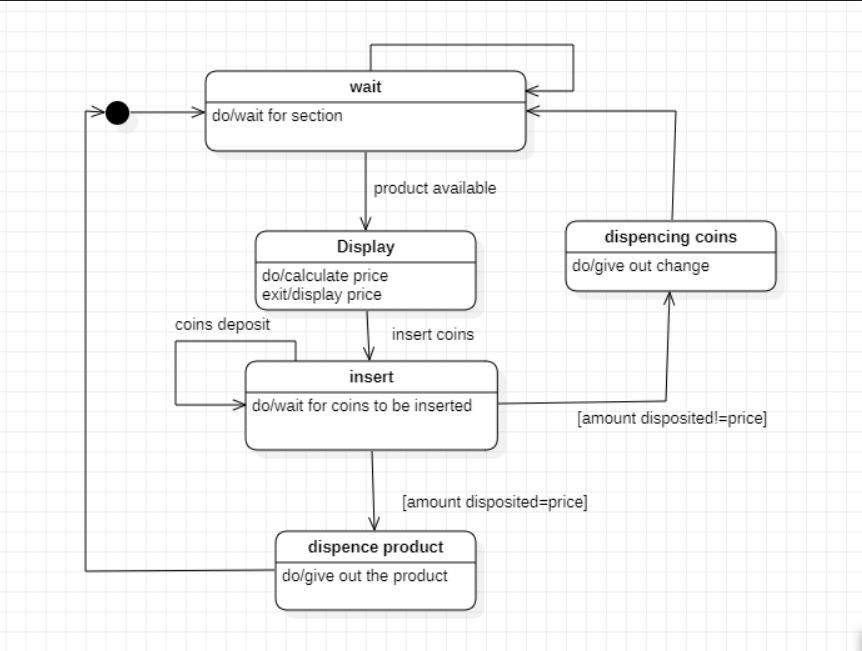 wait
do/wait for section
product available
Display
do/calculate price
exit/display price
dispencing coins
do/give out change
coins deposit
insert coins
insert
do/wait for coins to be inserted
[amount disposited!=price]
[amount disposited=price]
dispence product
do/give out the product